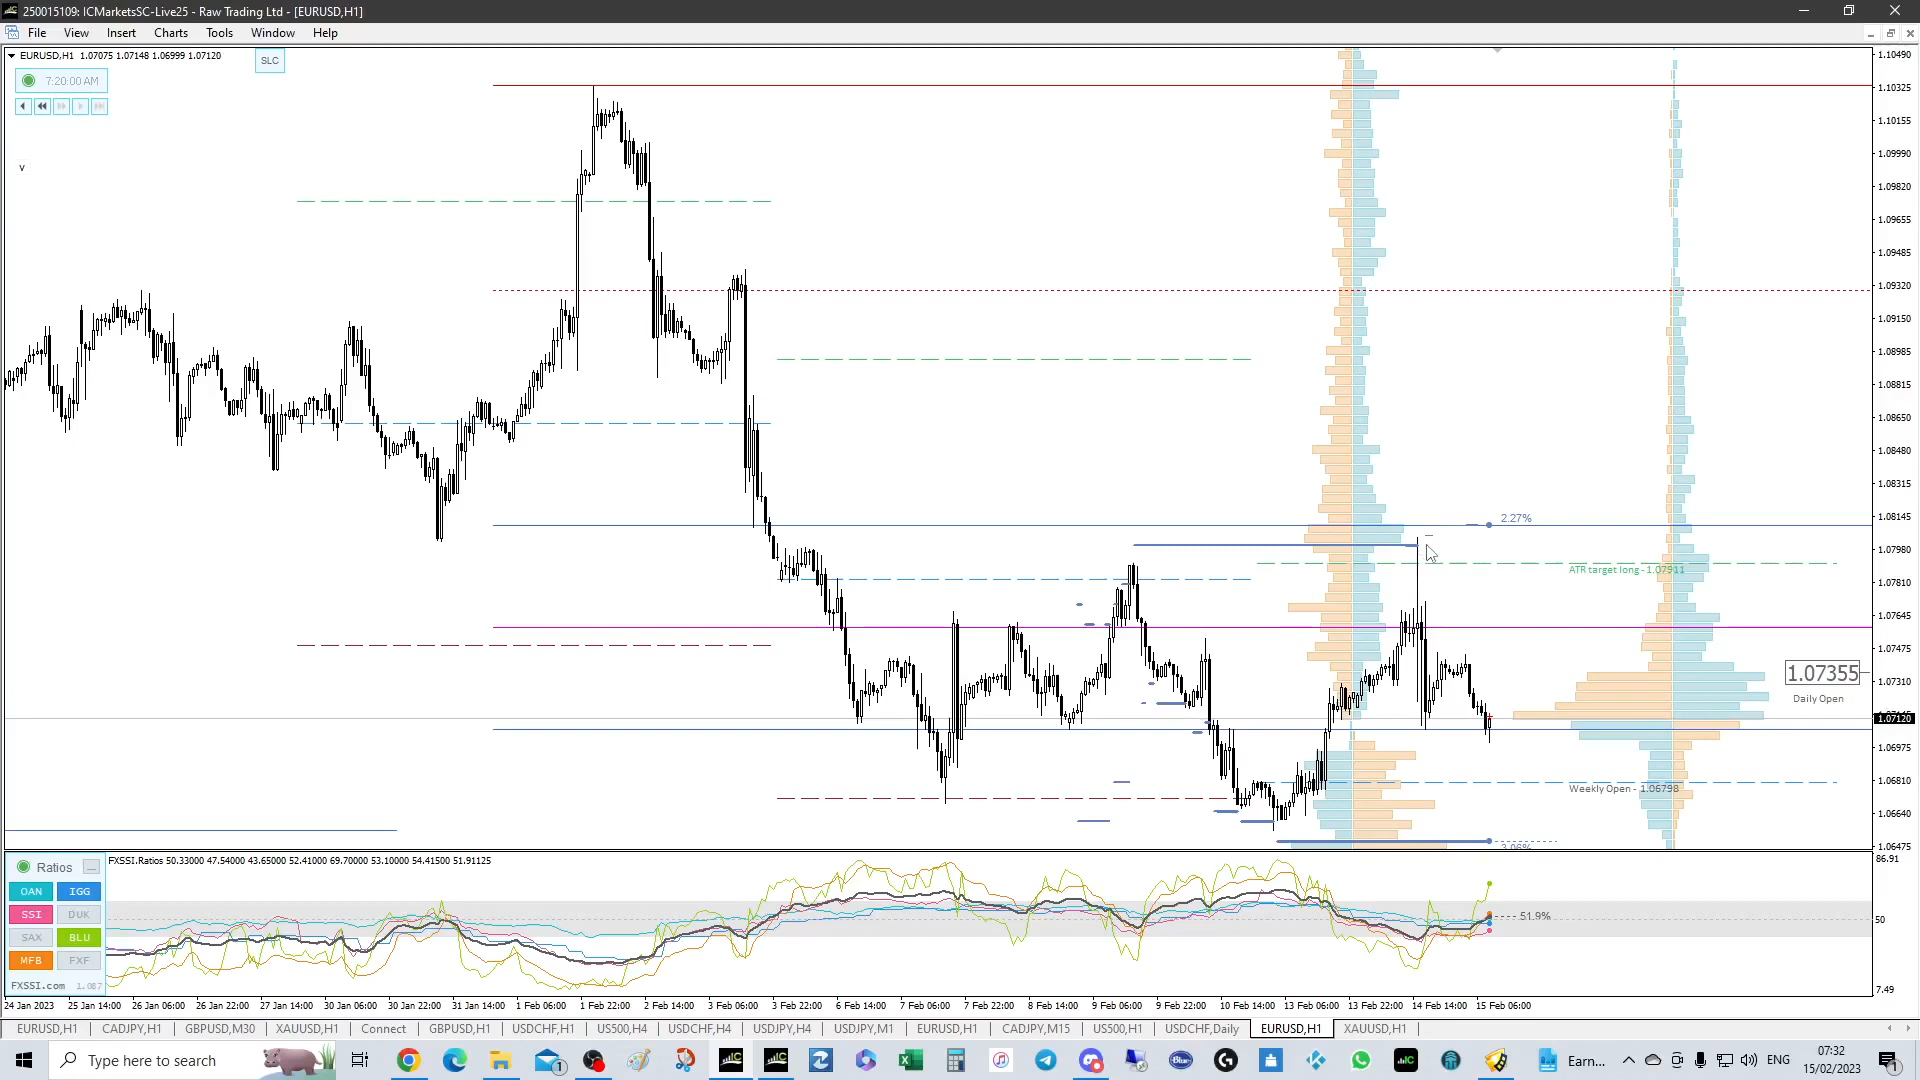 250015109: ICMarketsSC-Live25 - Raw Trading Ltd - [EURUSD,H1]
File View Insert Charts Tools Window Help
EURUSD,H1 1.07075 1.07148 1.06999 1.07120
SLC
7:20:00 AM
v
1.10490
1.10325
1.10155
1.09990
1.09820
1.09655
1.09485
1.09320
1.09150
1.08985
1.08815
1.08650
1.08480
1.08315
1.08145
1.07980
1.07810
1.07645
1.07475
1.07310
1.07120
1.06975
1.06810
1.06640
1.06475
2.27%
ATR target long - 1.07911
1.07355
Daily Open
Weekly Open - 1.06798
3.06%
Ratios
FXSSI.Ratios 50.33000 47.54000 43.65000 52.41000 69.70000 53.10000 54.41500 51.91125
86.91
OAN IGG
SSI DUK
SAX BLU
MFB FXF
FXSSI.com 1.087
51.9%
50
7.49
24 Jan 2023 25 Jan 14:00 26 Jan 06:00 26 Jan 22:00 27 Jan 14:00 30 Jan 06:00 30 Jan 22:00 31 Jan 14:00 1 Feb 06:00 1 Feb 22:00 2 Feb 14:00 3 Feb 06:00 3 Feb 22:00 6 Feb 14:00 7 Feb 06:00 7 Feb 22:00 8 Feb 14:00 9 Feb 06:00 9 Feb 22:00 10 Feb 14:00 13 Feb 06:00 13 Feb 22:00 14 Feb 14:00 15 Feb 06:00
EURUSD,H1 CADJPY,H1 GBPUSD,M30 XAUUSD,H1 Connect GBPUSD,H1 USDCHF,H1 US500,H4 USDCHF,H4 USDJPY,H4 USDJPY,M1 EURUSD,H1 CADJPY,M15 US500,H1 USDCHF,Daily EURUSD,H1 XAUUSD,H1
Type here to search
Earn...
ENG
07:32
15/02/2023